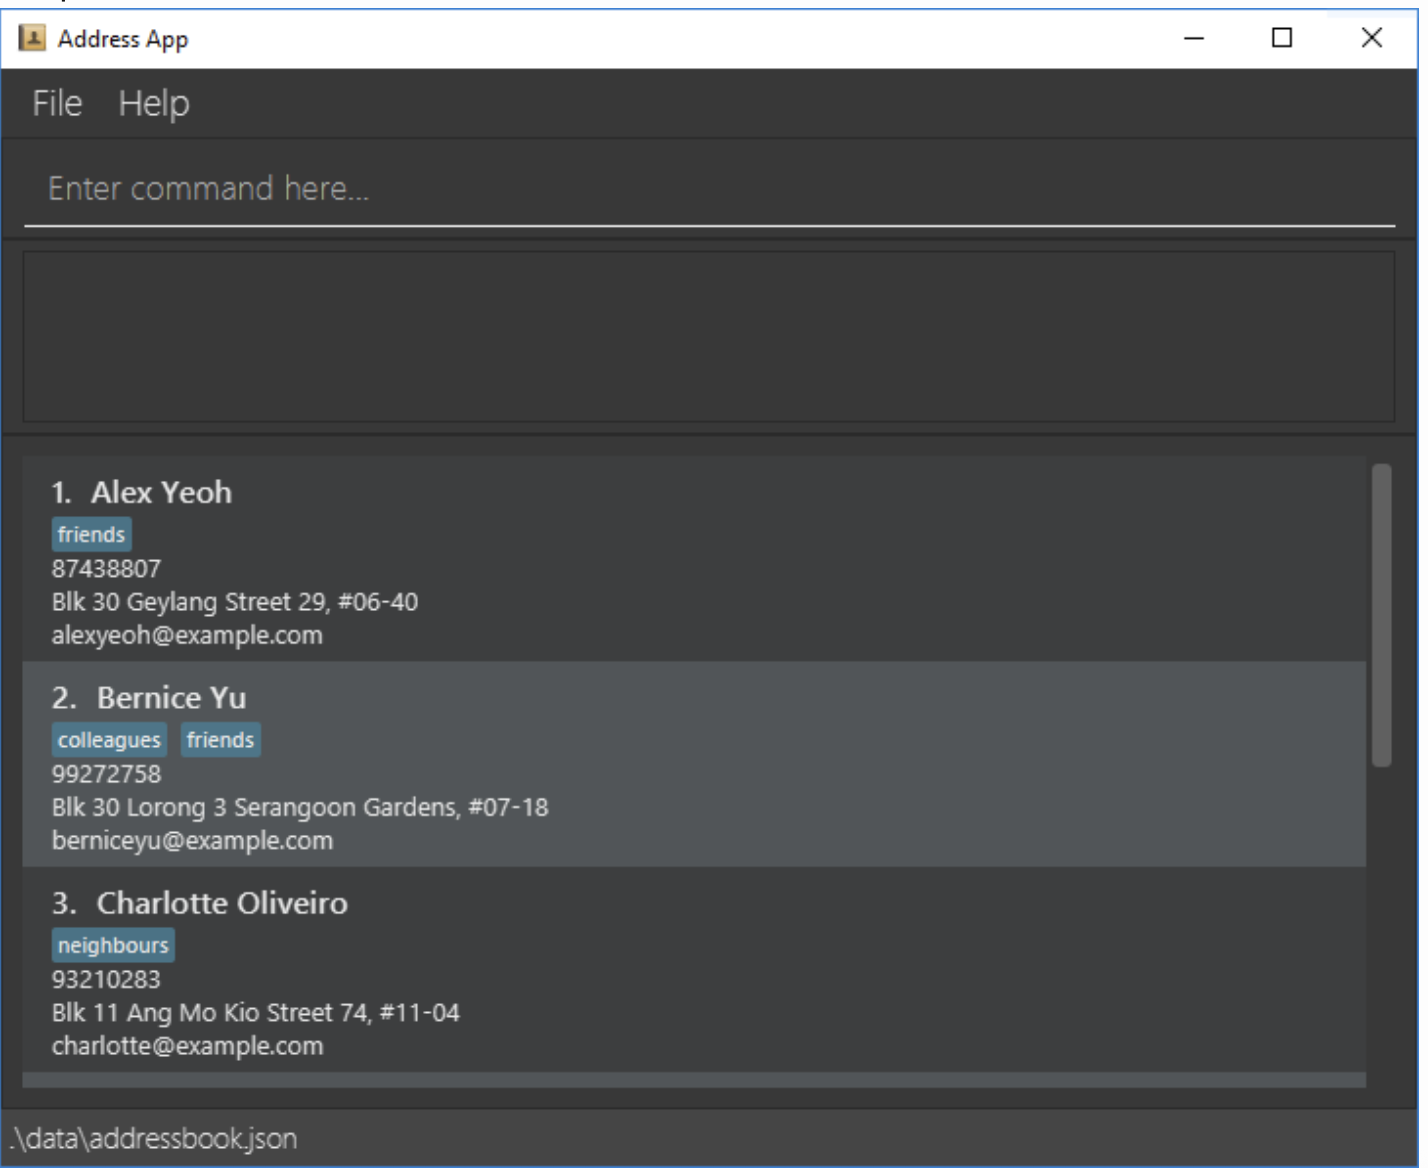 Address App
File Help
Enter command here...
1. Alex Yeoh
friends
87438807
Blk 30 Geylang Street 29, #06-40
alexyeoh@example.com
2. Bernice Yu
colleagues friends
99272758
Blk 30 Lorong 3 Serangoon Gardens, #07-18
berniceyu@example.com
3. Charlotte Oliveiro
neighbours
93210283
Blk 11 Ang Mo Kio Street 74, #11-04
charlotte@example.com
.\data\addressbook.json